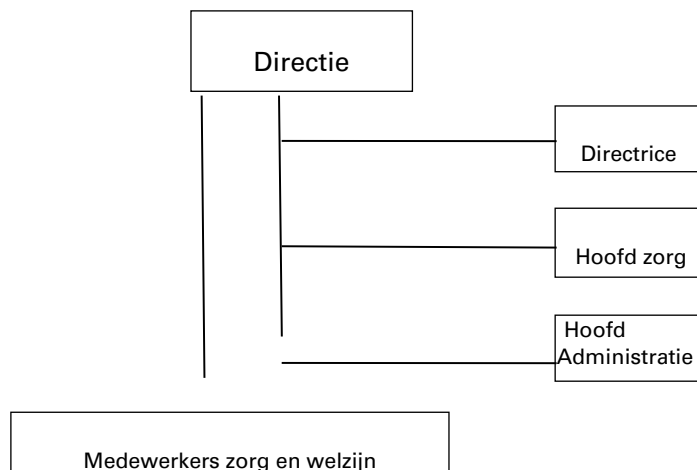 Directie
Directrice
Hoofd zorg
Hoofd
Administratie
Medewerkers zorg en welzijn